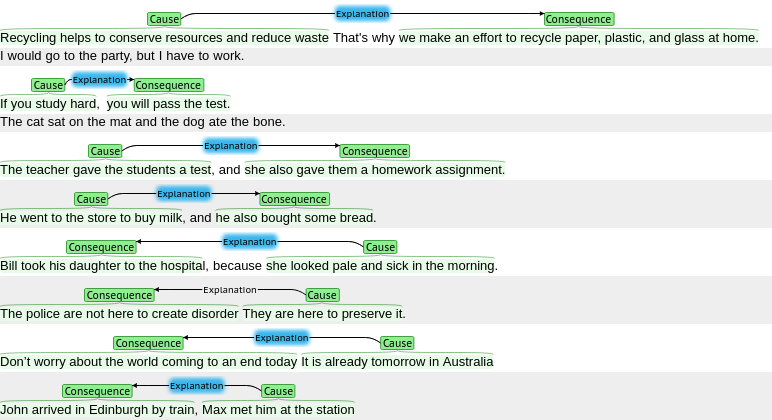 Cause Explanation Consequence
Recycling helps to conserve resources and reduce waste That's why we make an effort to recycle paper, plastic, and glass at home.
I would go to the party, but I have to work.
Cause Explanation Consequence
If you study hard, you will pass the test.
The cat sat on the mat and the dog ate the bone.
Cause Explanation Consequence
The teacher gave the students a test, and she also gave them a homework assignment.
Cause Explanation Consequence
He went to the store to buy milk, and he also bought some bread.
Consequence Explanation Cause
Bill took his daughter to the hospital, because she looked pale and sick in the morning.
Consequence Explanation Cause
The police are not here to create disorder They are here to preserve it.
Consequence Explanation Cause
Don't worry about the world coming to an end today It is already tomorrow in Australia
Consequence Explanation Cause
John arrived in Edinburgh by train, Max met him at the station